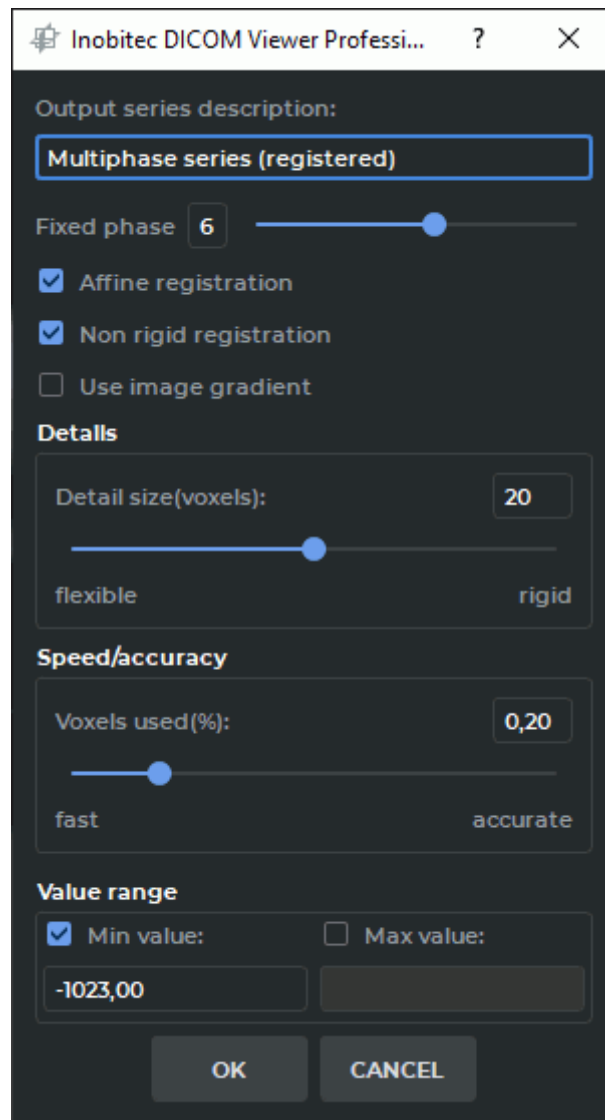 Inobitec DICOM Viewer Professi... ?
Output series description:
Multiphase series (registered)
Fixed phase 6
Affine registration
Non rigid registration
Use image gradient
Details
Detail size(voxels): 20
flexible rigid
Speed/accuracy
Voxels used(%): 0,20
fast accurate
Value range
Min value: Max value:
-1023,00
OK CANCEL